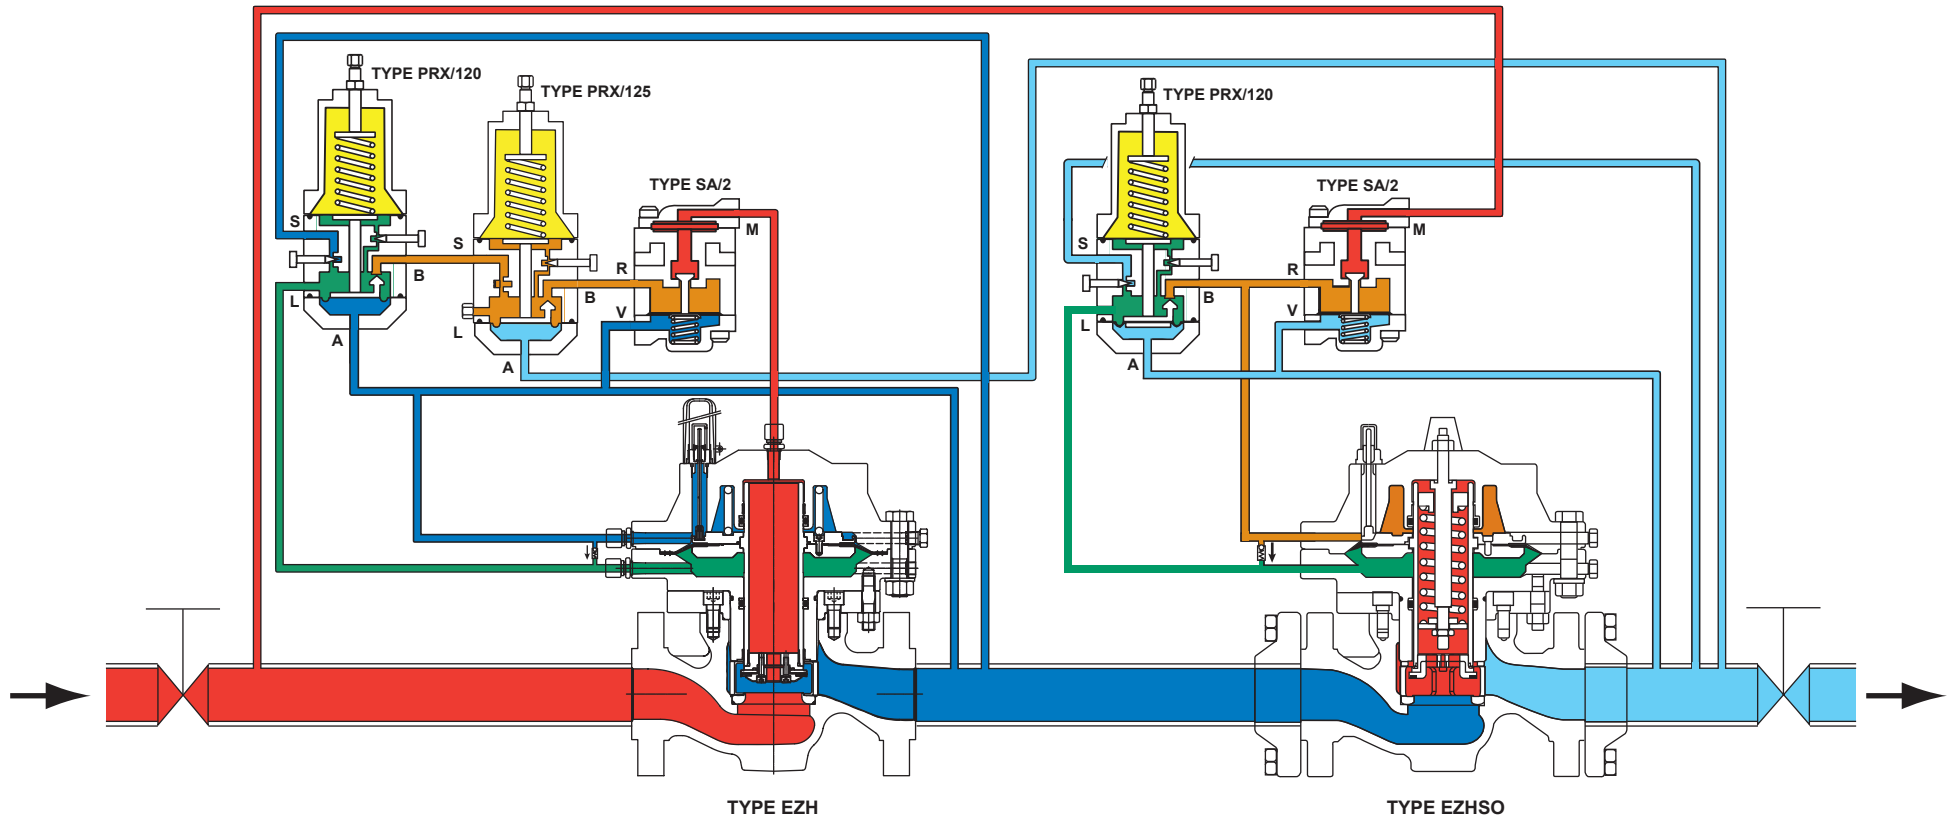 TYPE PRX/120
TYPE PRX/125
TYPE PRX/120
TYPE SA/2
TYPE SA/2
S
B
L
A
S
B
L
A
M
R
V
S
B
L
A
M
R
V
TYPE EZH
TYPE EZHSO